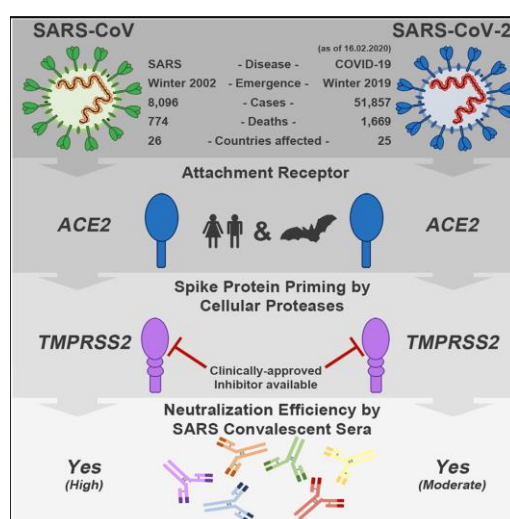 SARS-CoV
SARS-CoV-2
(as of 16.02.2020)
SARS - Disease - COVID-19
Winter 2002 - Emergence - Winter 2019
8,096 - Cases - 51,857
774 - Deaths - 1,669
26 - Countries affected - 25
Attachment Receptor
ACE2 & ACE2
Spike Protein Priming by
Cellular Proteases
TMPRSS2 TMPRSS2
Clinically-approved
Inhibitor available
Neutralization Efficiency by
SARS Convalescent Sera
Yes Yes
(High) (Moderate)